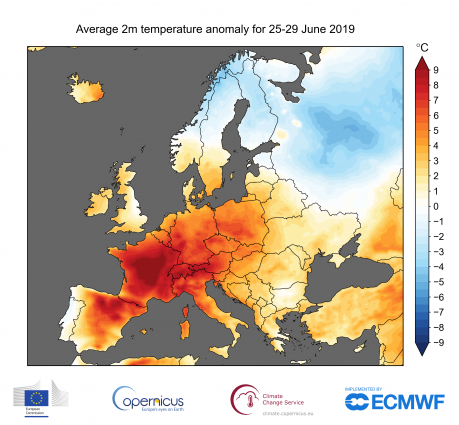 Average 2m temperature anomaly for 25-29 June 2019
°C
9
8
7
6
5
4
3
2
1
0
−1
−2
−3
−4
−5
−6
−7
−8
−9
European
Commission
Copernicus
Europe's eyes on Earth
Climate
Change Service
climate.copernicus.eu
IMPLEMENTED BY
ECMWF